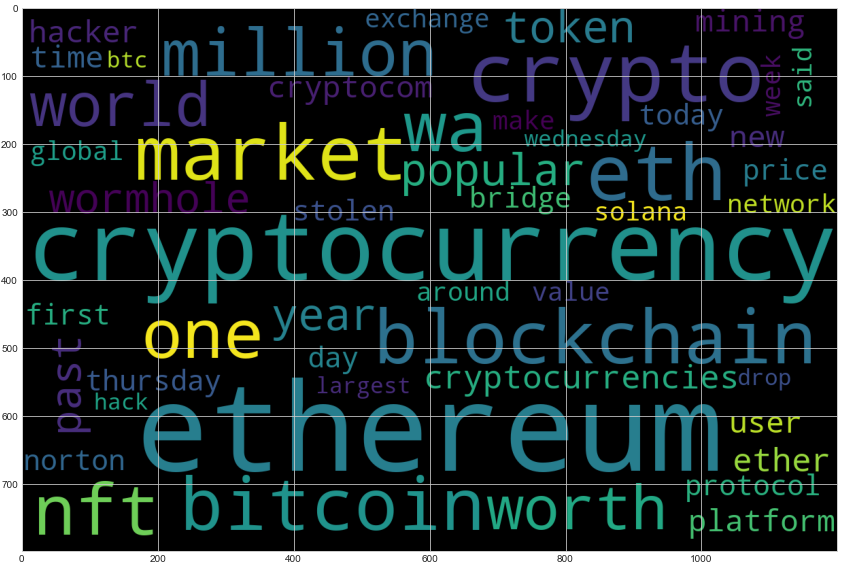 0
hacker
exchange
token
mining
time
btc
million
crypto
week
said
100
world
cryptocom
make
today
wa
wednesday
new
200
global
market
popular
eth
price
wormhole
stolen
bridge
solana
network
300
cryptocurrency
400
first
year
around
value
one
blockchain
500
past
day
thursday
hack
largest
cryptocurrencies
drop
600
ethereum
user
norton
ether
700
nft
bitcoin
worth
protocol
platform
0 200 400 600 800 1000